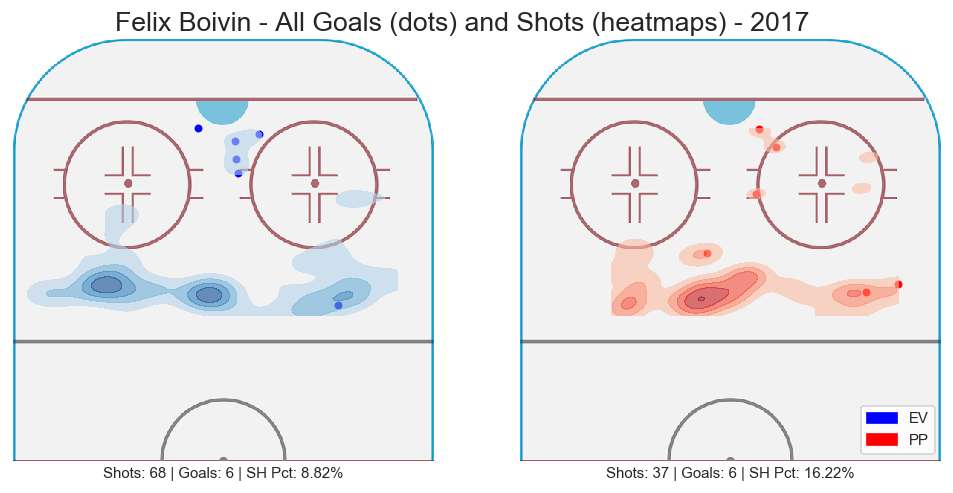 Felix Boivin - All Goals (dots) and Shots (heatmaps) - 2017
EV
PP
Shots: 68 | Goals: 6 | SH Pct: 8.82%
Shots: 37 | Goals: 6 | SH Pct: 16.22%